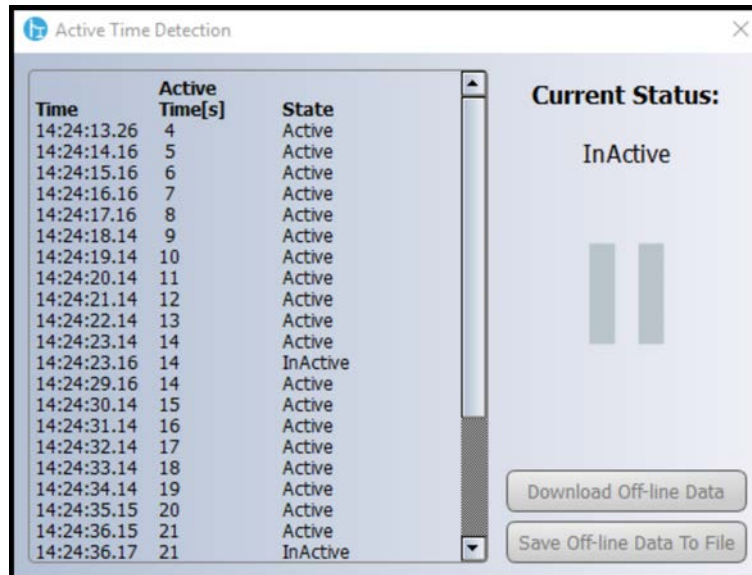 Active Time Detection
Time Active Time[s] State
14:24:13.26 4 Active
14:24:14.16 5 Active
14:24:15.16 6 Active
14:24:16.16 7 Active
14:24:17.16 8 Active
14:24:18.14 9 Active
14:24:19.14 10 Active
14:24:20.14 11 Active
14:24:21.14 12 Active
14:24:22.14 13 Active
14:24:23.14 14 Active
14:24:23.16 14 InActive
14:24:29.16 14 Active
14:24:30.14 15 Active
14:24:31.14 16 Active
14:24:32.14 17 Active
14:24:33.14 18 Active
14:24:34.14 19 Active
14:24:35.15 20 Active
14:24:36.15 21 Active
14:24:36.17 21 InActive
Current Status:
InActive
Download Off-line Data
Save Off-line Data To File